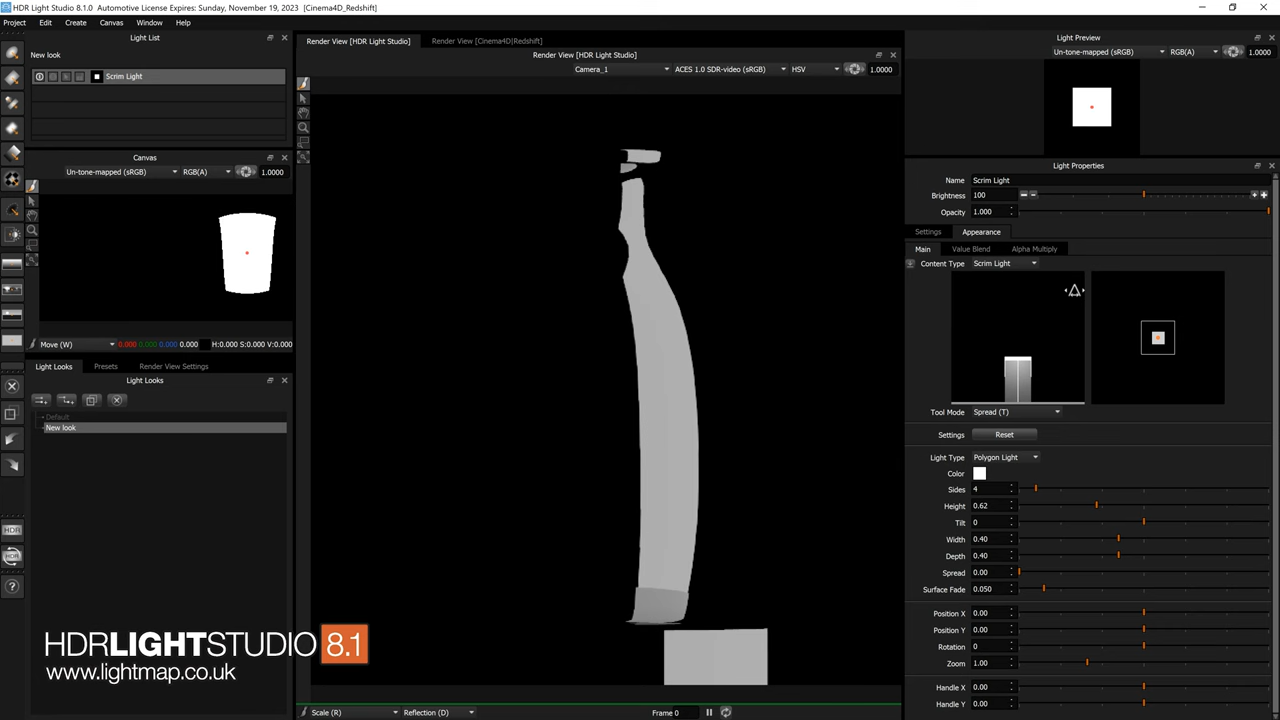 HDR Light Studio 8.1.0 Automotive License Expires: Sunday, November 19, 2023 [Cinema4D_Redshift]
Project Edit Create Canvas Window Help
Light List
New look
Scrim Light
Canvas
Un-tone-mapped (sRGB) RGB(A) 1.0000
Move (W) 0.000 0.000 0.000 0.000 H:0.000 S:0.000 V:0.000
Light Looks Presets Render View Settings
Light Looks
Default
New look
HDR
HDR
HDRLIGHTSTUDIO 8.1
www.lightmap.co.uk
Render View [HDR Light Studio] Render View [Cinema4D|Redshift]
Render View [HDR Light Studio]
Camera_1 ACES 1.0 SDR-video (sRGB) HSV 1.0000
Scale (R) Reflection (D) Frame 0
Light Preview
Un-tone-mapped (sRGB) RGB(A) 1.0000
Light Properties
Name Scrim Light
Brightness 100
Opacity 1.000
Settings Appearance
Main Value Blend Alpha Multiply
Content Type Scrim Light
Tool Mode Spread (T)
Settings Reset
Light Type Polygon Light
Color
Sides 4
Height 0.62
Tilt 0
Width 0.40
Depth 0.40
Spread 0.00
Surface Fade 0.050
Position X 0.00
Position Y 0.00
Rotation 0
Zoom 1.00
Handle X 0.00
Handle Y 0.00